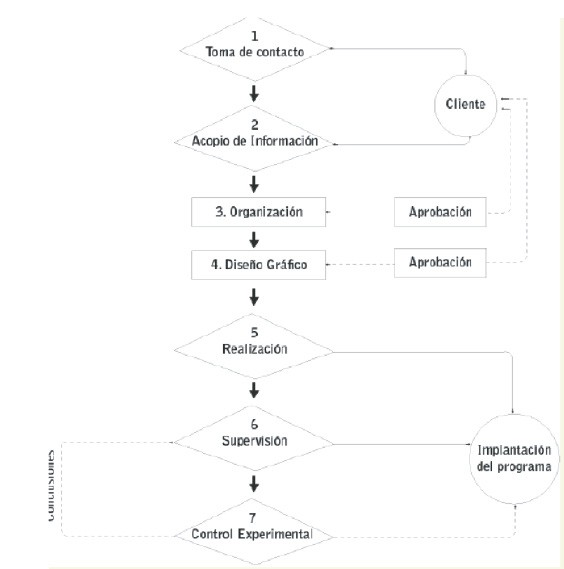 1
Toma de contacto
Cliente
2
Acopio de Información
3. Organización
Aprobación
4. Diseño Gráfico
Aprobación
5
Realización
6
Supervisión
Implantación
del programa
7
Control Experimental